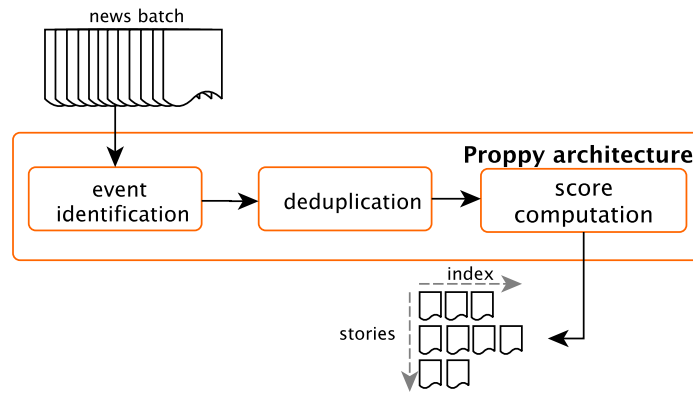 news batch
Proppy architecture
event
identification
deduplication
score
computation
index
stories